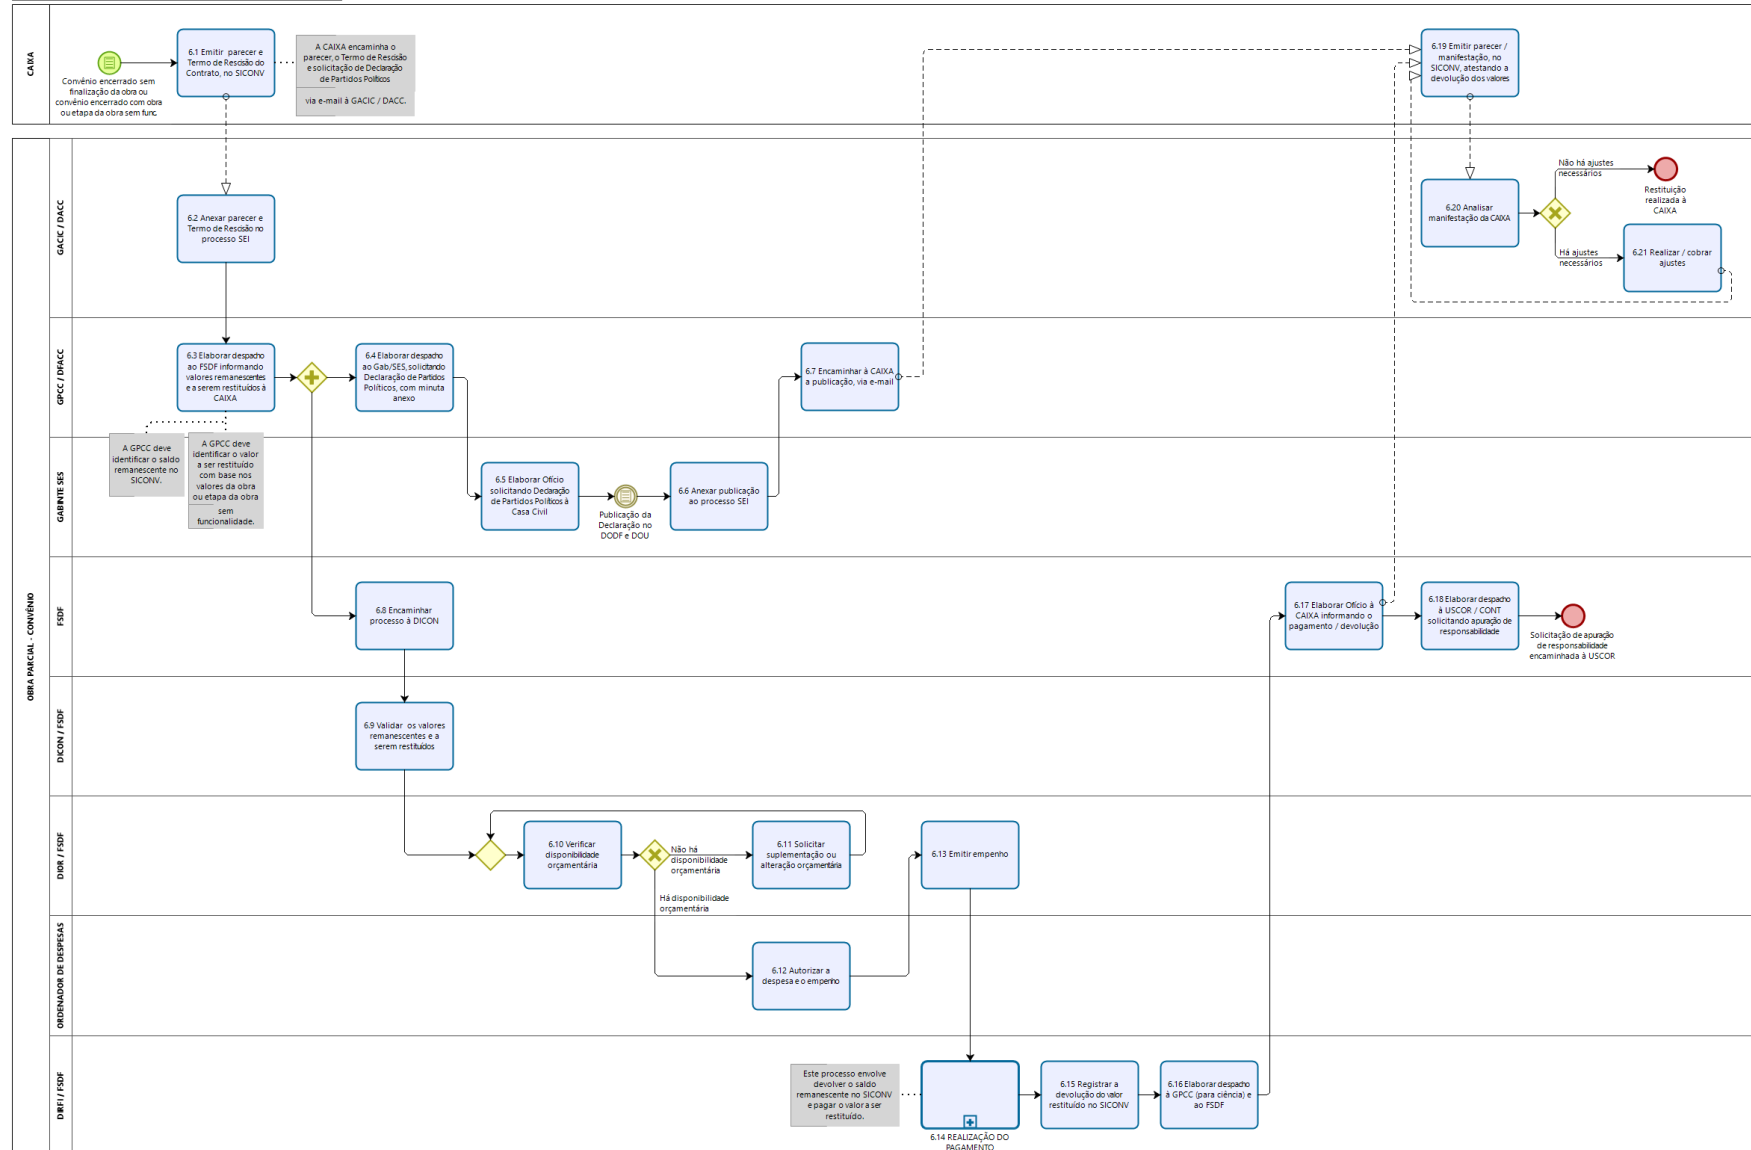 CAIXA
Convênio encerrado sem
finalização da obra ou
convênio encerrado com obra
ou etapa da obra sem func.
6.1 Emitir parecer e
Termo de Rescisão do
Contrato, no SICONV
A CAIXA encaminha o
parecer, o Termo de Rescisão
e solicitação de Declaração
de Partidos Políticos
via e-mail à GACIC / DACC.
6.19 Emitir parecer /
manifestação, no
SICONV, atestando a
devolução dos valores
OBRA PARCIAL - CONVÊNIO
GACIC / DACC
6.2 Anexar parecer e
Termo de Rescisão no
processo SEI
6.20 Analisar
manifestação da CAIXA
Não há ajustes
necessários
Restituição
realizada à
CAIXA
Há ajustes
necessários
6.21 Realizar / cobrar
ajustes
GPCC / DFACC
6.3 Elaborar despacho
ao FSDF informando
valores remanescentes
e a serem restituídos à
CAIXA
6.4 Elaborar despacho
ao Gab/SES, solicitando
Declaração de Partidos
Políticos, com minuta
anexo
6.7 Encaminhar à CAIXA
a publicação, via e-mail
A GPCC deve
identificar o saldo
remanescente no
SICONV.
A GPCC deve
identificar o valor
a ser restituído
com base nos
valores da obra
ou etapa da obra
sem
funcionalidade.
GABINTE SES
6.5 Elaborar Ofício
solicitando Declaração
de Partidos Políticos à
Casa Civil
Publicação da
Declaração no
DODF e DOU
6.6 Anexar publicação
ao processo SEI
FSDF
6.8 Encaminhar
processo à DICON
6.17 Elaborar Ofício à
CAIXA informando o
pagamento / devolução
6.18 Elaborar despacho
à USCOR / CONT
solicitando apuração de
responsabilidade
Solicitação de apuração
de responsabilidade
encaminhada à USCOR
DICON / FSDF
6.9 Validar os valores
remanescentes e a
serem restituídos
DIOR / FSDF
6.10 Verificar
disponibilidade
orçamentária
Não há
disponibilidade
orçamentária
6.11 Solicitar
suplementação ou
alteração orçamentária
6.13 Emitir empenho
Há disponibilidade
orçamentária
ORDENADOR DE DESPESAS
6.12 Autorizar a
despesa e o empenho
DIRFI / FSDF
Este processo envolve
devolver o saldo
remanescente no SICONV
e pagar o valor a ser
restituído.
6.14 REALIZAÇÃO DO
PAGAMENTO
6.15 Registrar a
devolução do valor
restituído no SICONV
6.16 Elaborar despacho
à GPCC (para ciência) e
ao FSDF